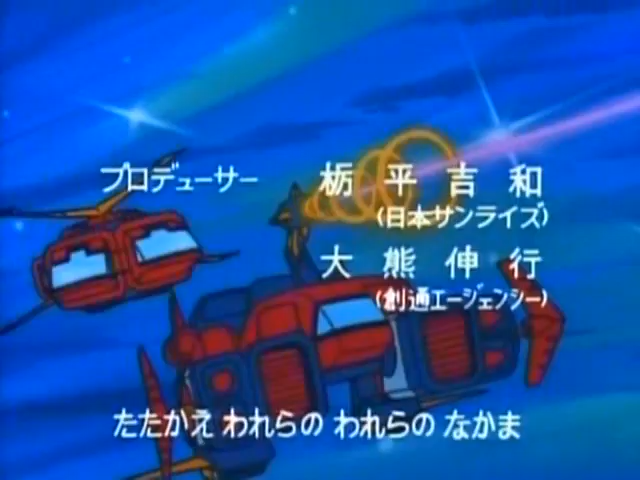 プロデューサー 栃平吉和
(日本サンライズ)
大熊伸行
(創通エージェンシー)
たたかえ われらの われらの なかま